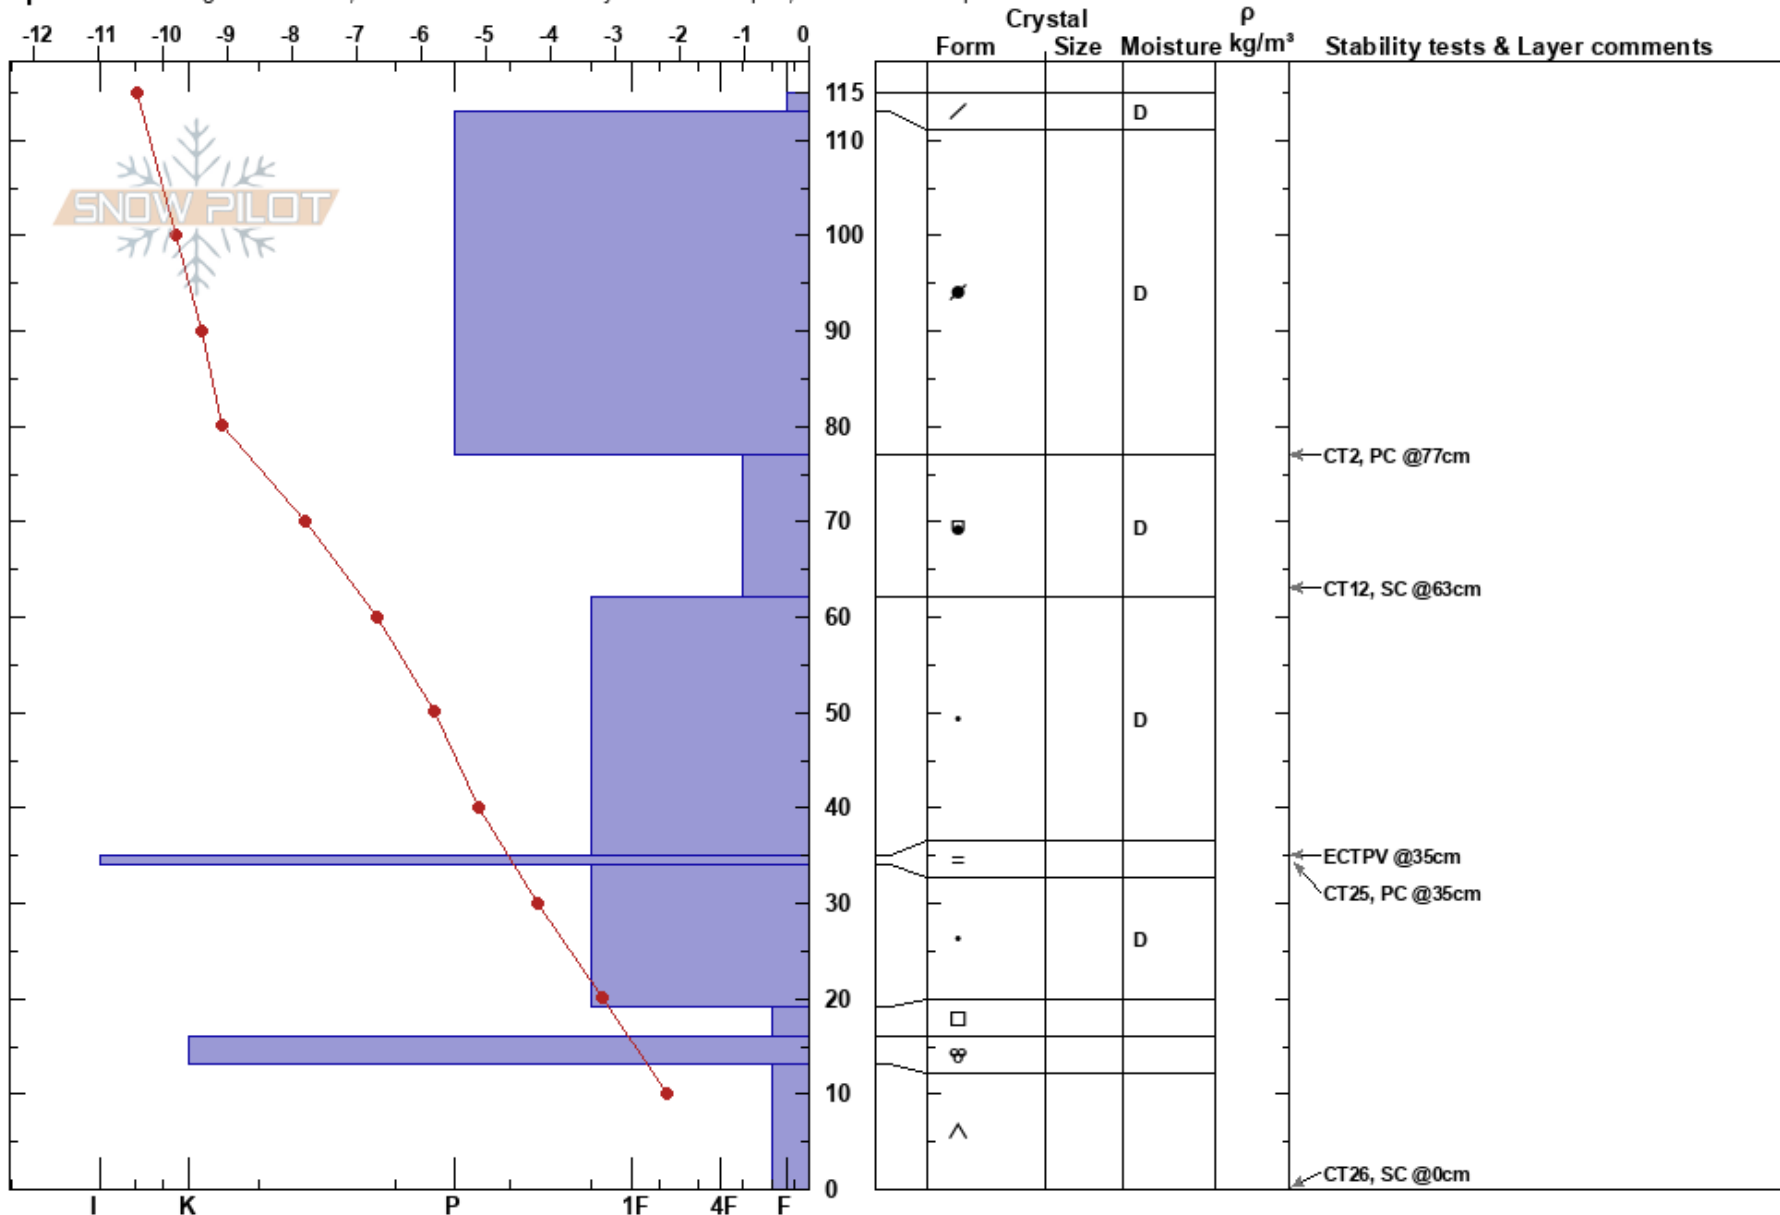 Crystal ρ
Form Size Moisture kg/m³ Stability tests & Layer comments
-12 -11 -10 -9 -8 -7 -6 -5 -4 -3 -2 -1 0
115
D
110
SNOW PILOT
100
D
90
80
CT2, PC @77cm
70
D
CT12, SC @63cm
60
50
D
40
ECTPV @35cm
CT25, PC @35cm
30
D
20
10
CT26, SC @0cm
0
I K P 1F 4F F